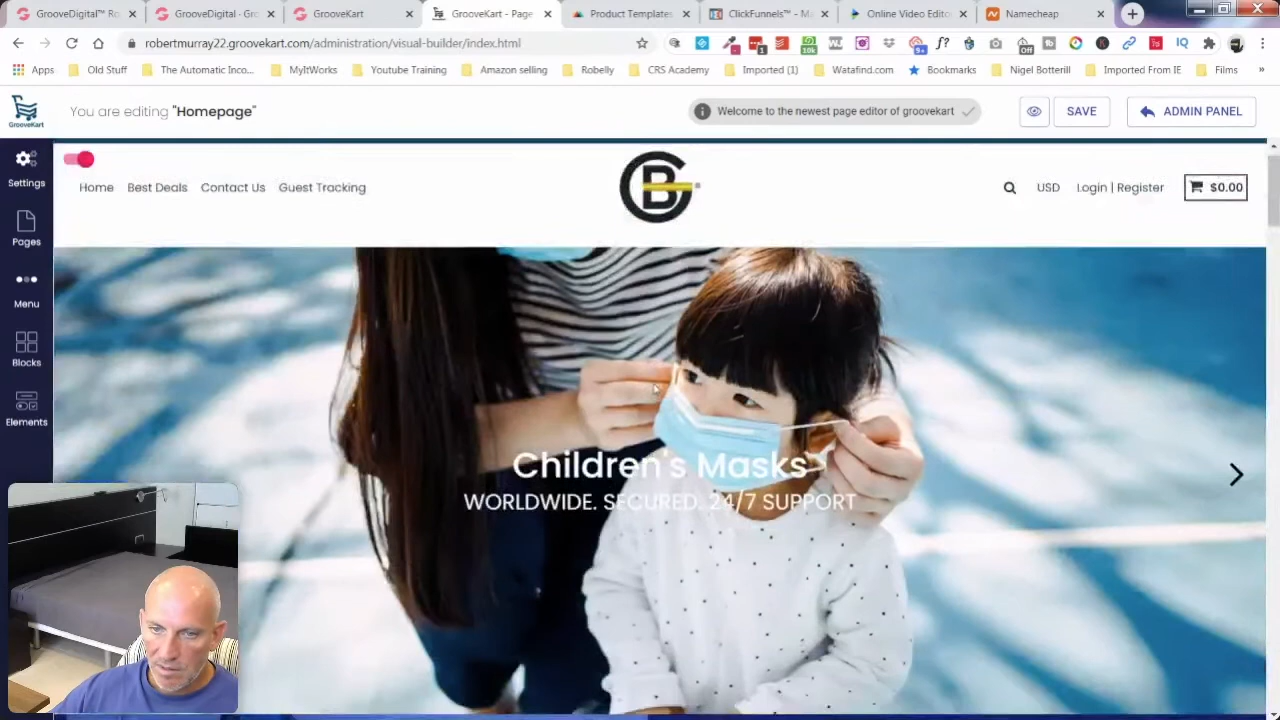 GrooveDigital™ Ro
GrooveDigital - Gro
GrooveKart
GrooveKart - Page
Product Templates
ClickFunnels™ - Ma
Online Video Edito
Namecheap
robertmurray2.groovekart.com/administration/visual-builder/index.html
Apps
Old Stuff
The Automatic Inco...
MyItWorks
Youtube Training
Amazon selling
Robelly
CRS Academy
Imported (1)
Watafind.com
Bookmarks
Nigel Botterill
Imported From IE
Films
GrooveKart
You are editing "Homepage"
Welcome to the newest page editor of groovekart
SAVE
ADMIN PANEL
Settings
Pages
Menu
Blocks
Elements
Home
Best Deals
Contact Us
Guest Tracking
USD
Login | Register
$0.00
Children's Masks
WORLDWIDE. SECURED. 24/7 SUPPORT